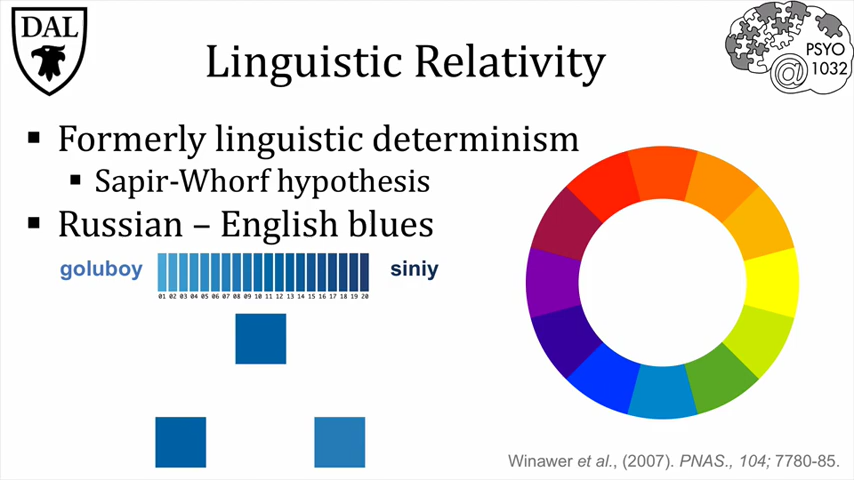 DAL
PSYO
@ 1032
Linguistic Relativity
▪ Formerly linguistic determinism
▪ Sapir-Whorf hypothesis
▪ Russian – English blues
goluboy siniy
01 02 03 04 05 06 07 08 09 10 11 12 13 14 15 16 17 18 19 20
Winawer et al., (2007). PNAS., 104; 7780-85.